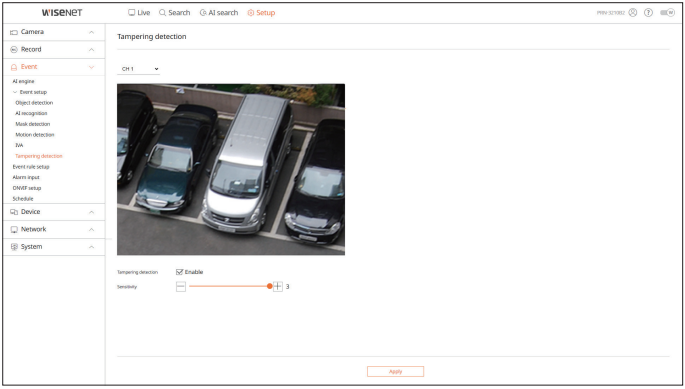 WISENET
Live Search AI search Setup
PRN-3210B2
Camera
Record
Event
AI engine
Event setup
Object detection
AI recognition
Mask detection
Motion detection
IVA
Tampering detection
Event rule setup
Alarm input
ONVIF setup
Schedule
Device
Network
System
Tampering detection
CH 1
Tampering detection Enable
Sensitivity 3
Apply